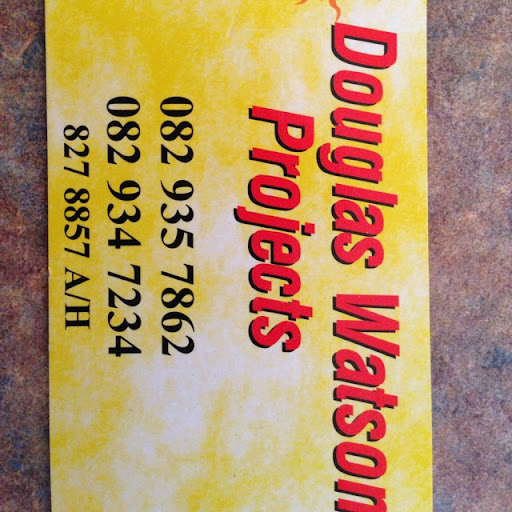 Douglas Watson
Projects
082 935 7862
082 934 7234
827 8857 A/H